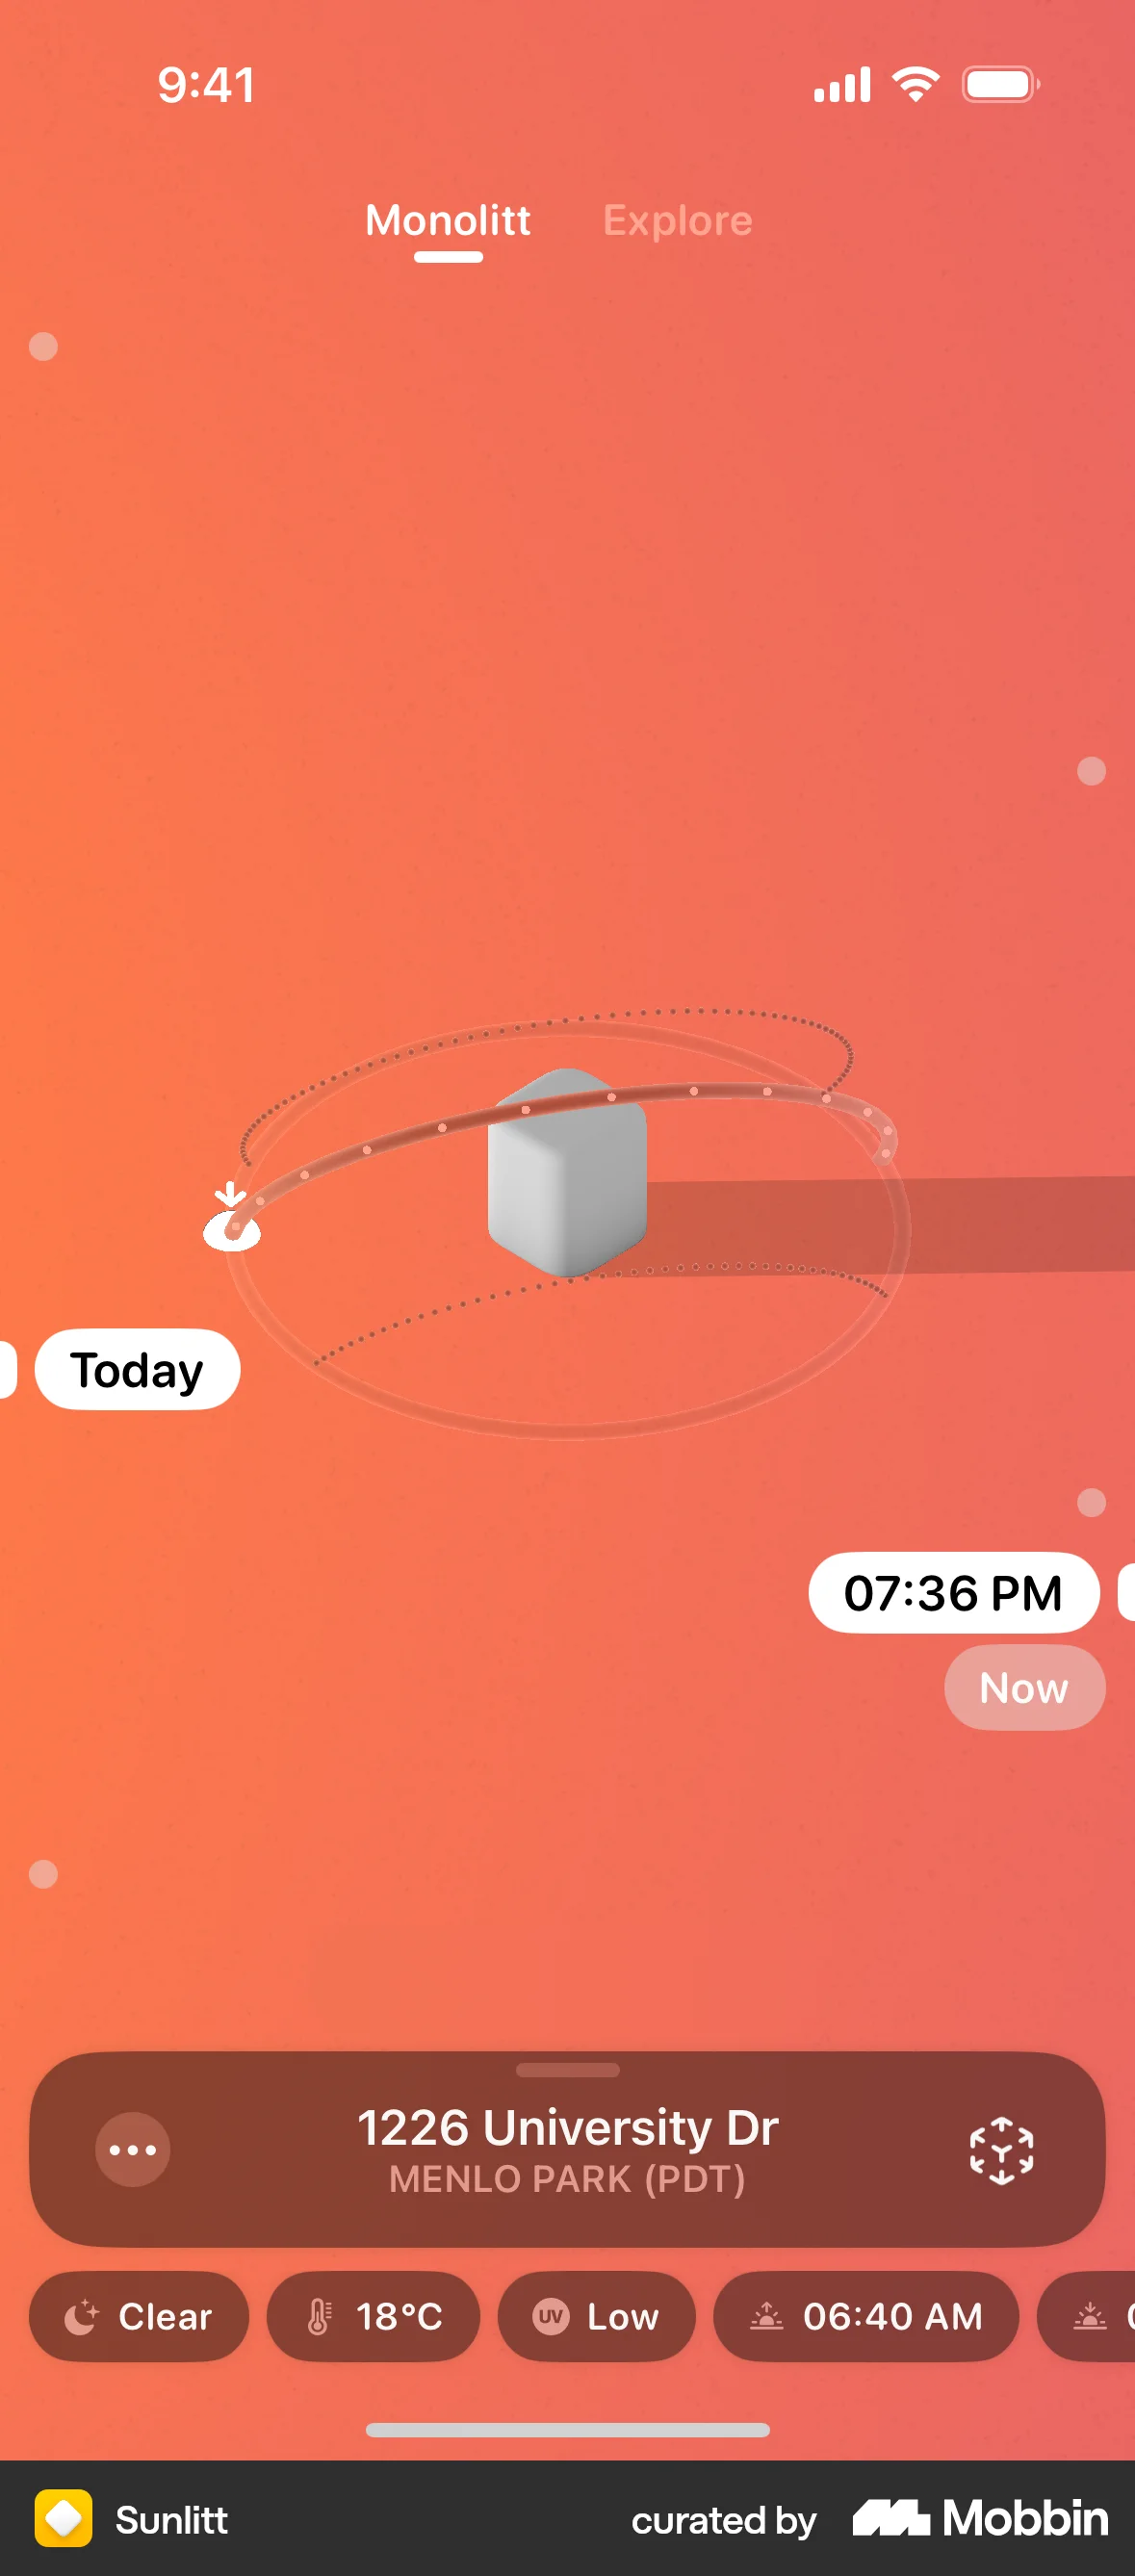 9:41
Monolitt Explore
Today
07:36 PM
Now
1226 University Dr
MENLO PARK (PDT)
Clear 18°C UV Low 06:40 AM
Sunlitt curated by Mobbin